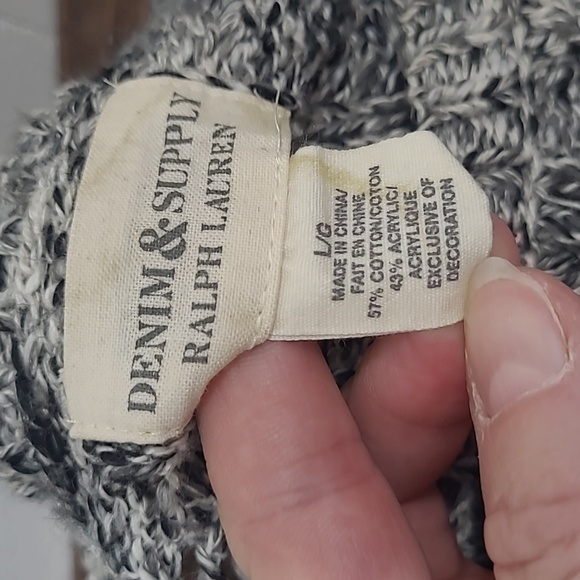 DENIM & SUPPLY
RALPH LAUREN
L/G
MADE IN CHINA/
FAIT EN CHINE
57% COTTON/COTON
43% ACRYLIC/
ACRYLIQUE
EXCLUSIVE OF
DECORATION